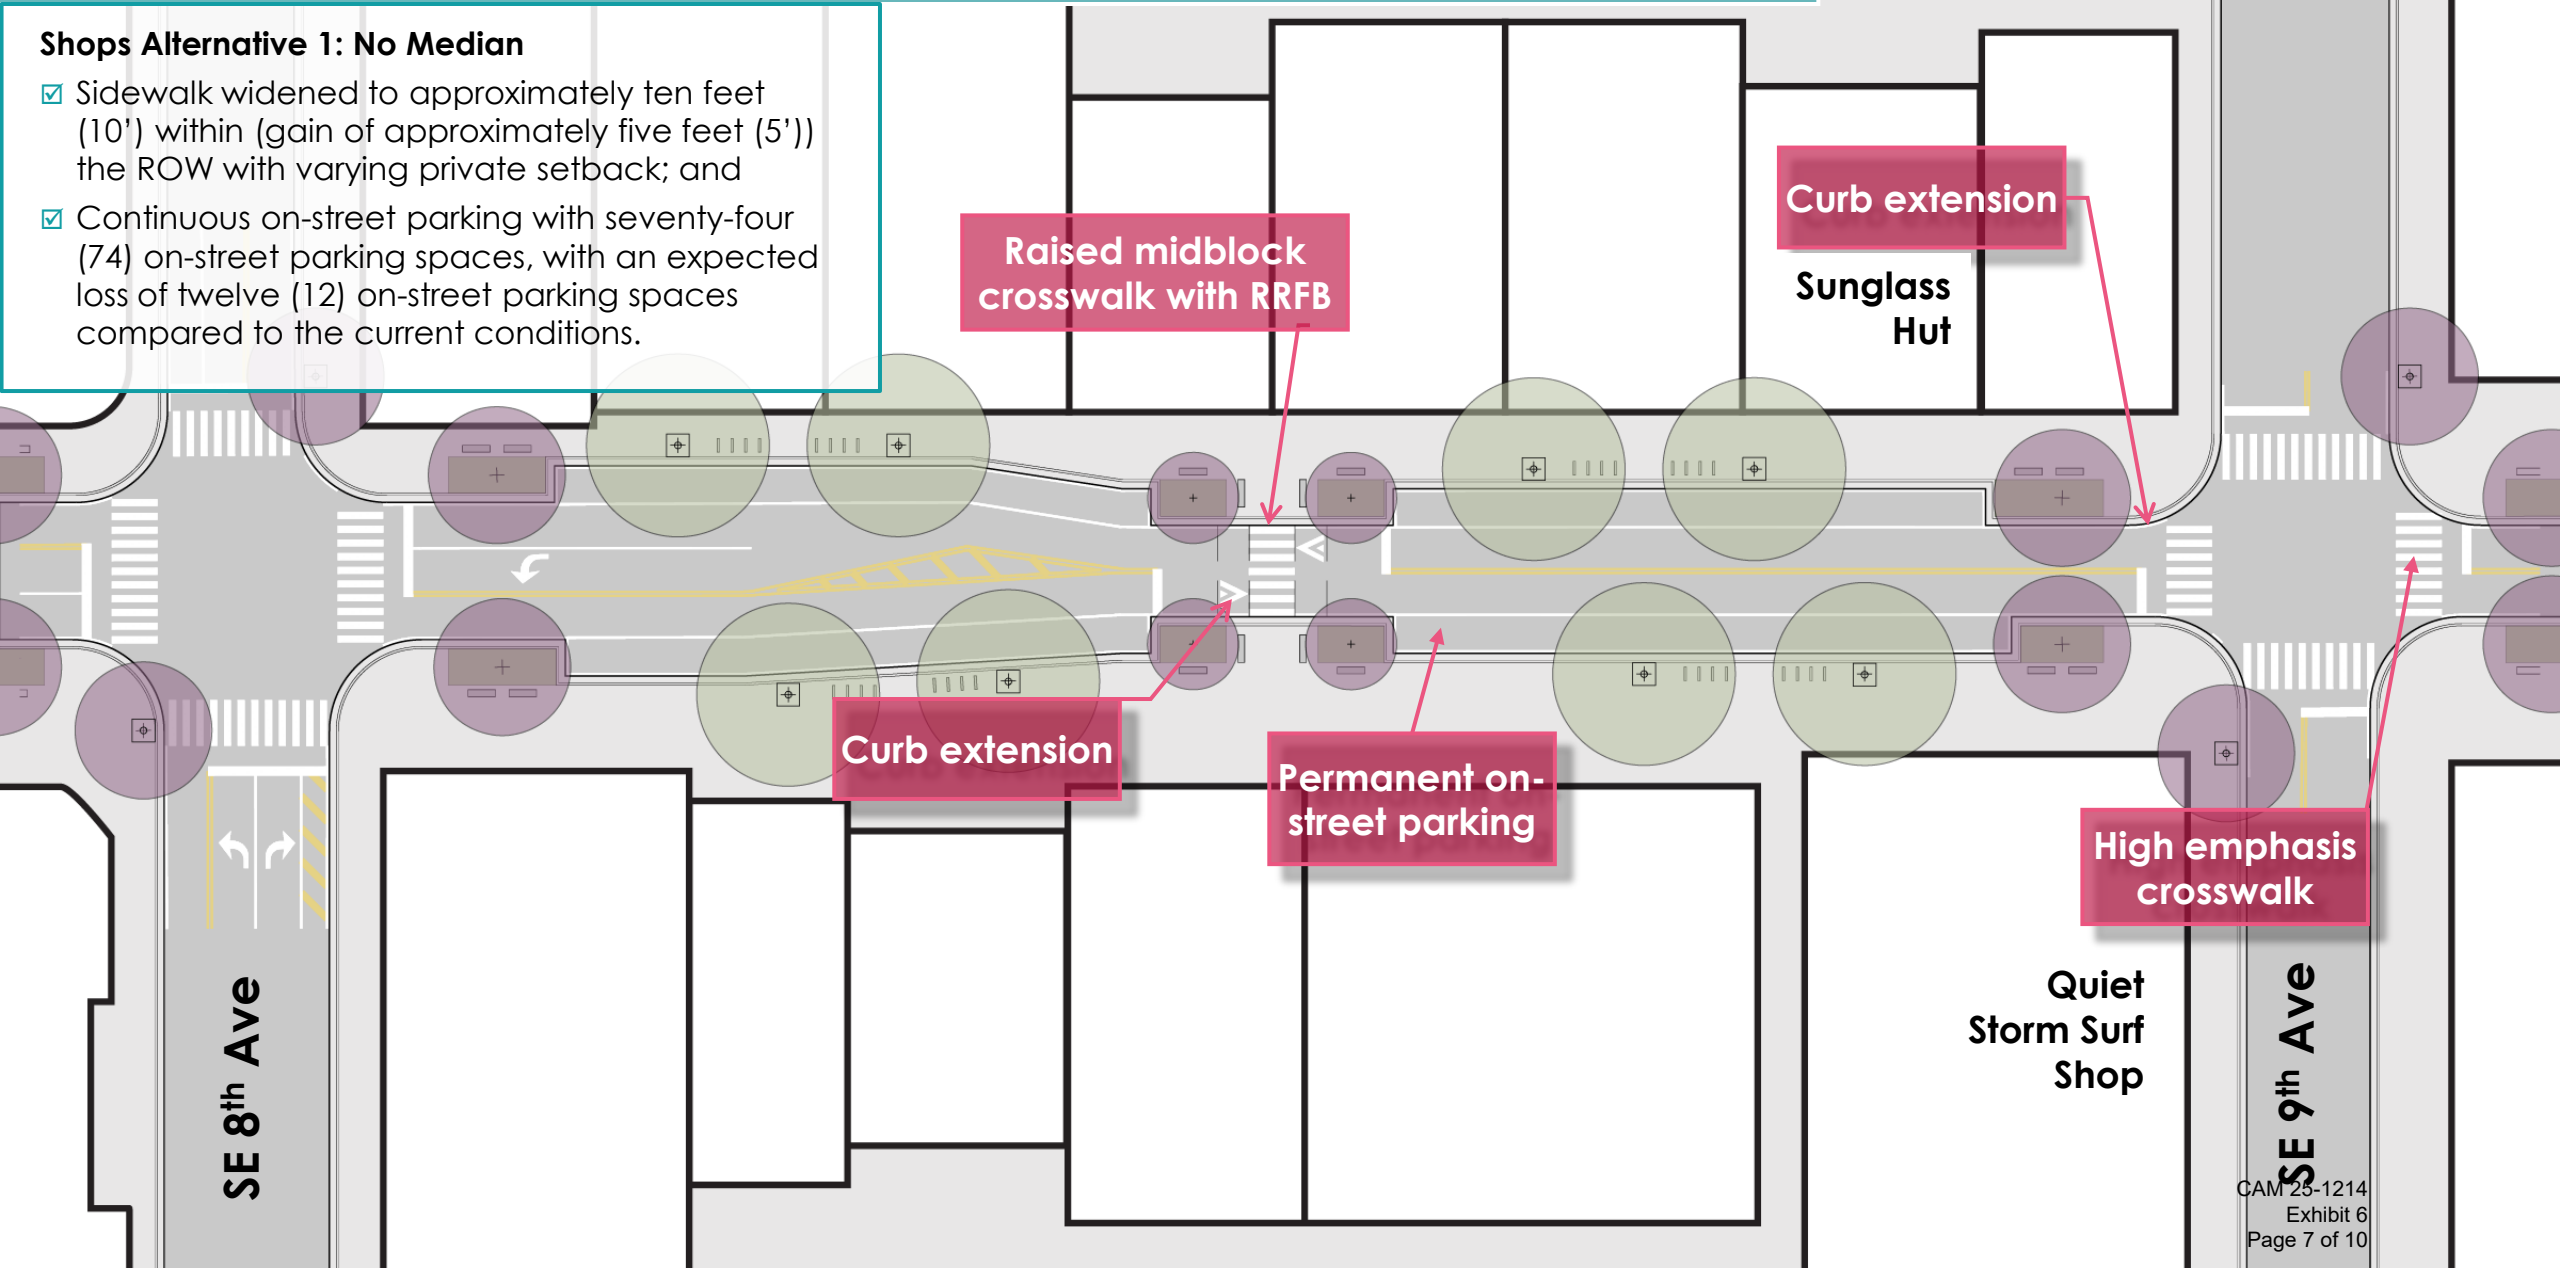 Shops Alternative 1: No Median
Sidewalk widened to approximately ten feet
(10’) within (gain of approximately five feet (5’))
the ROW with varying private setback; and
Continuous on-street parking with seventy-four
(74) on-street parking spaces, with an expected
loss of twelve (12) on-street parking spaces
compared to the current conditions.
Raised midblock
crosswalk with RRFB
Curb extension
Sunglass
Hut
Curb extension
Permanent on-
street parking
High emphasis
crosswalk
Quiet
Storm Surf
Shop
SE 8th Ave
SE 9th Ave
CAM 25-1214
Exhibit 6
Page 7 of 10